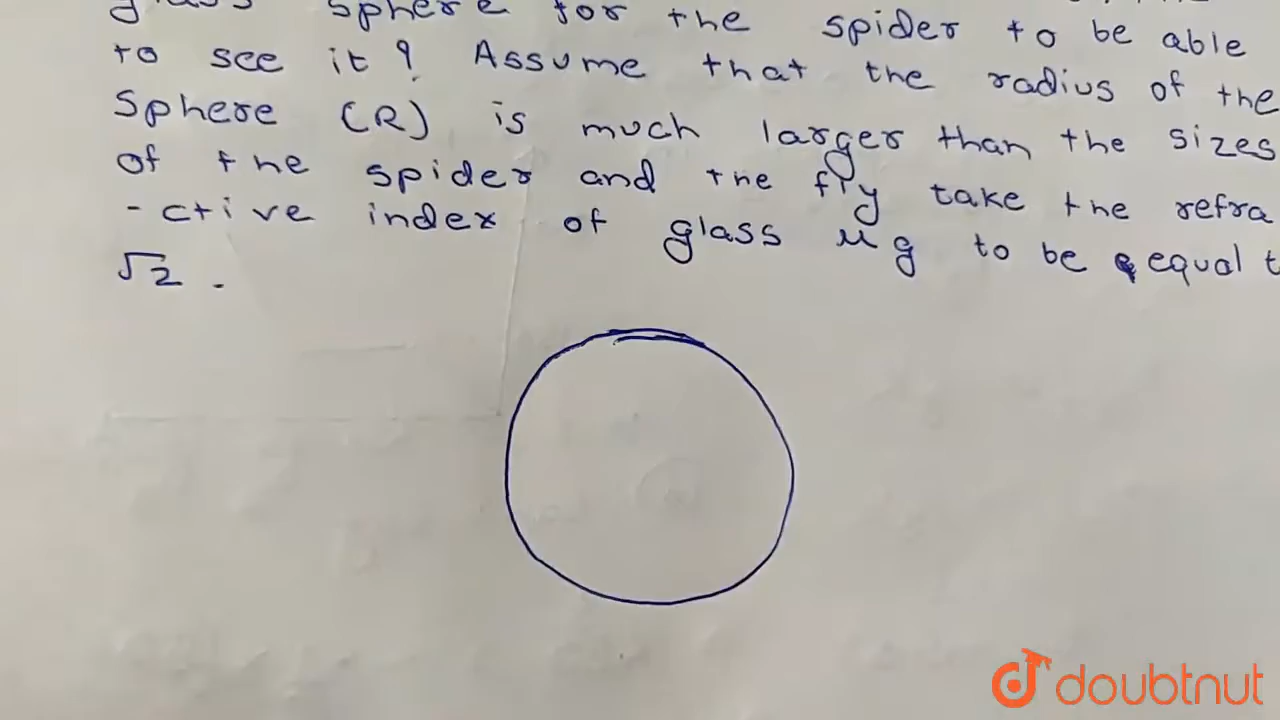 glass sphere for the spider to be able
to see it? Assume that the radius of the
sphere (R) is much larger than the sizes
of the spider and the fly take the refra
-ctive index of glass μg to be equal t
√2.
doubtnut